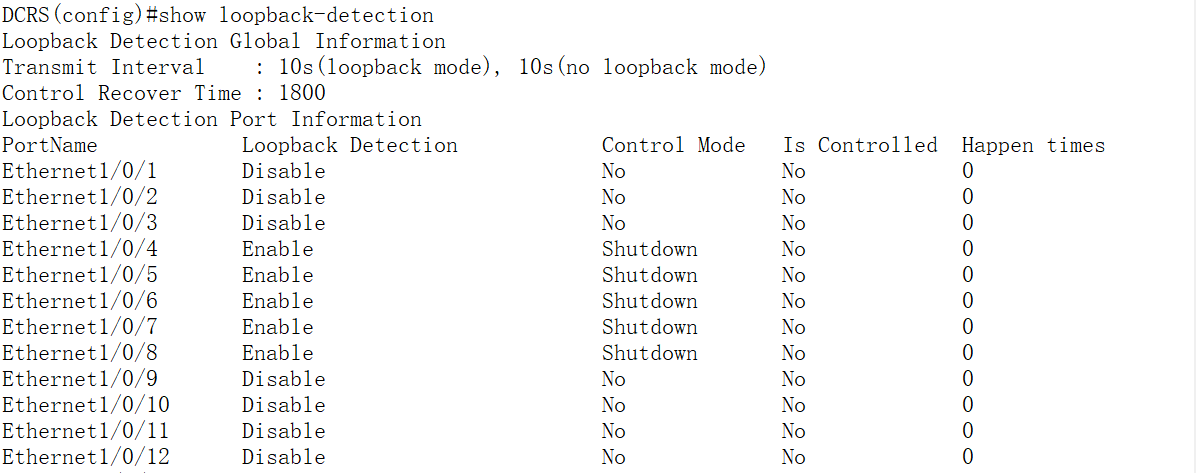 DCRS(config)#show loopback-detection
Loopback Detection Global Information
Transmit Interval    : 10s(loopback mode), 10s(no loopback mode)
Control Recover Time : 1800
Loopback Detection Port Information
PortName            Loopback Detection            Control Mode   Is Controlled  Happen times
Ethernet1/0/1       Disable                       No             No             0
Ethernet1/0/2       Disable                       No             No             0
Ethernet1/0/3       Disable                       No             No             0
Ethernet1/0/4       Enable                        Shutdown       No             0
Ethernet1/0/5       Enable                        Shutdown       No             0
Ethernet1/0/6       Enable                        Shutdown       No             0
Ethernet1/0/7       Enable                        Shutdown       No             0
Ethernet1/0/8       Enable                        Shutdown       No             0
Ethernet1/0/9       Disable                       No             No             0
Ethernet1/0/10      Disable                       No             No             0
Ethernet1/0/11      Disable                       No             No             0
Ethernet1/0/12      Disable                       No             No             0